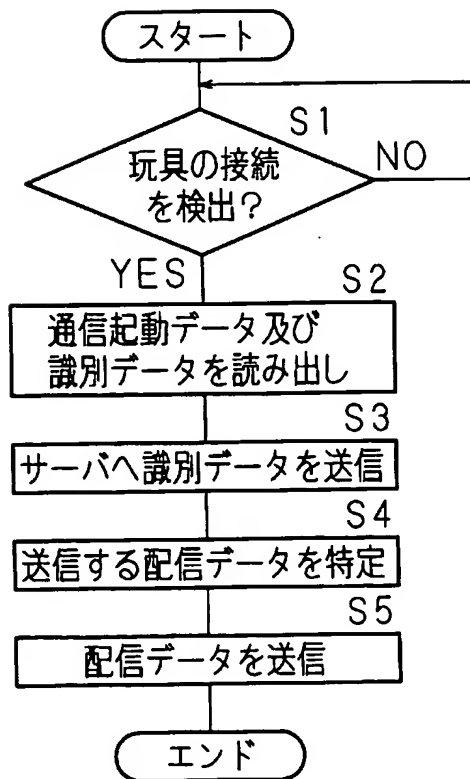 スタート
S1
玩具の接続
を検出?
NO
YES
S2
通信起動データ及び
識別データを読み出し
S3
サーバへ識別データを送信
S4
送信する配信データを特定
S5
配信データを送信
エンド